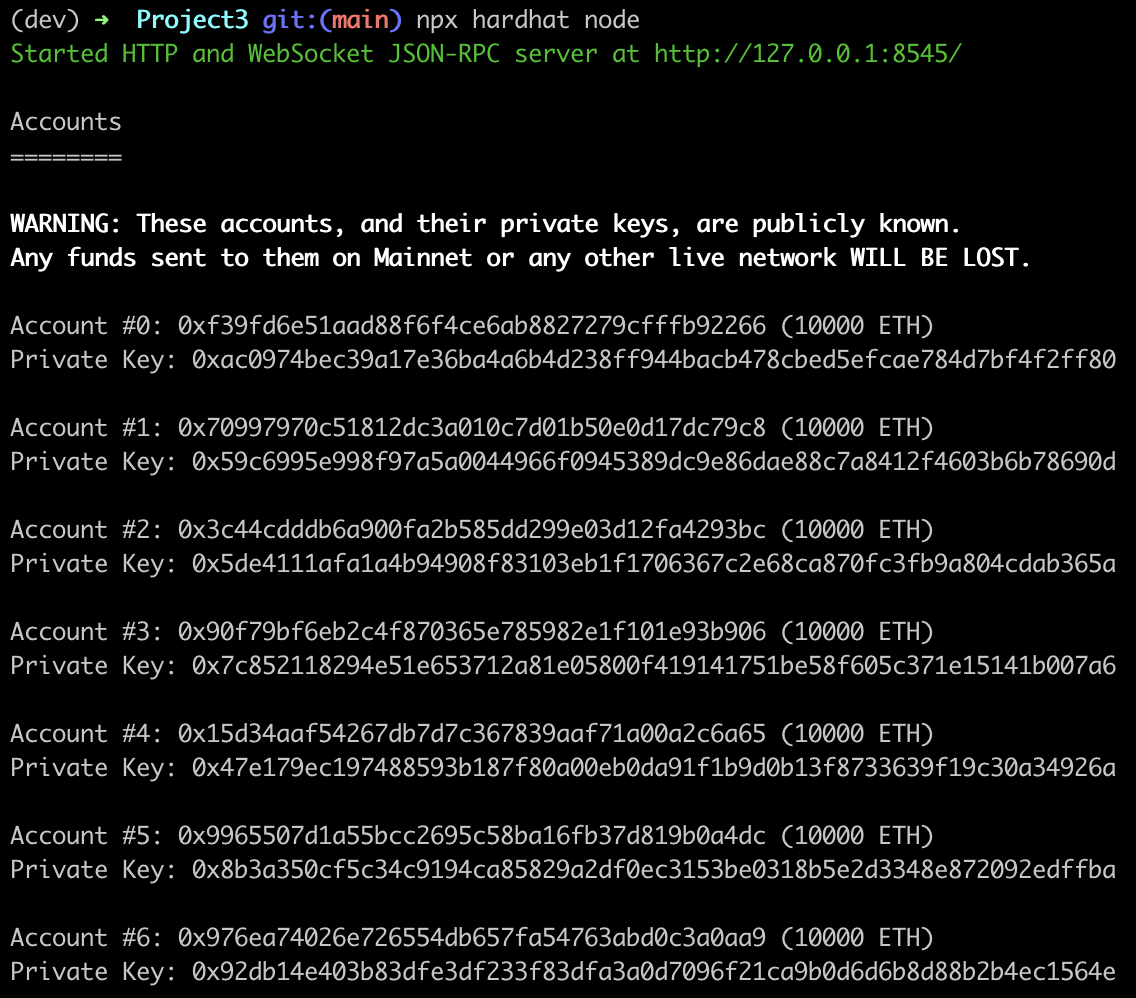 (dev) ➜  Project3 git:(main) npx hardhat node
Started HTTP and WebSocket JSON-RPC server at http://127.0.0.1:8545/
Accounts
========
WARNING: These accounts, and their private keys, are publicly known.
Any funds sent to them on Mainnet or any other live network WILL BE LOST.
Account #0: 0xf39fd6e51aad88f6f4ce6ab8827279cfffb92266 (10000 ETH)
Private Key: 0xac0974bec39a17e36ba4a6b4d238ff944bacb478cbed5efcae784d7bf4f2ff80
Account #1: 0x70997970c51812dc3a010c7d01b50e0d17dc79c8 (10000 ETH)
Private Key: 0x59c6995e998f97a5a0044966f0945389dc9e86dae88c7a8412f4603b6b78690d
Account #2: 0x3c44cdddb6a900fa2b585dd299e03d12fa4293bc (10000 ETH)
Private Key: 0x5de4111afa1a4b94908f83103eb1f1706367c2e68ca870fc3fb9a804cdab365a
Account #3: 0x90f79bf6eb2c4f870365e785982e1f101e93b906 (10000 ETH)
Private Key: 0x7c852118294e51e653712a81e05800f419141751be58f605c371e15141b007a6
Account #4: 0x15d34aaf54267db7d7c367839aaf71a00a2c6a65 (10000 ETH)
Private Key: 0x47e179ec197488593b187f80a00eb0da91f1b9d0b13f8733639f19c30a34926a
Account #5: 0x9965507d1a55bcc2695c58ba16fb37d819b0a4dc (10000 ETH)
Private Key: 0x8b3a350cf5c34c9194ca85829a2df0ec3153be0318b5e2d3348e872092edffba
Account #6: 0x976ea74026e726554db657fa54763abd0c3a0aa9 (10000 ETH)
Private Key: 0x92db14e403b83dfe3df233f83dfa3a0d7096f21ca9b0d6d6b8d88b2b4ec1564e